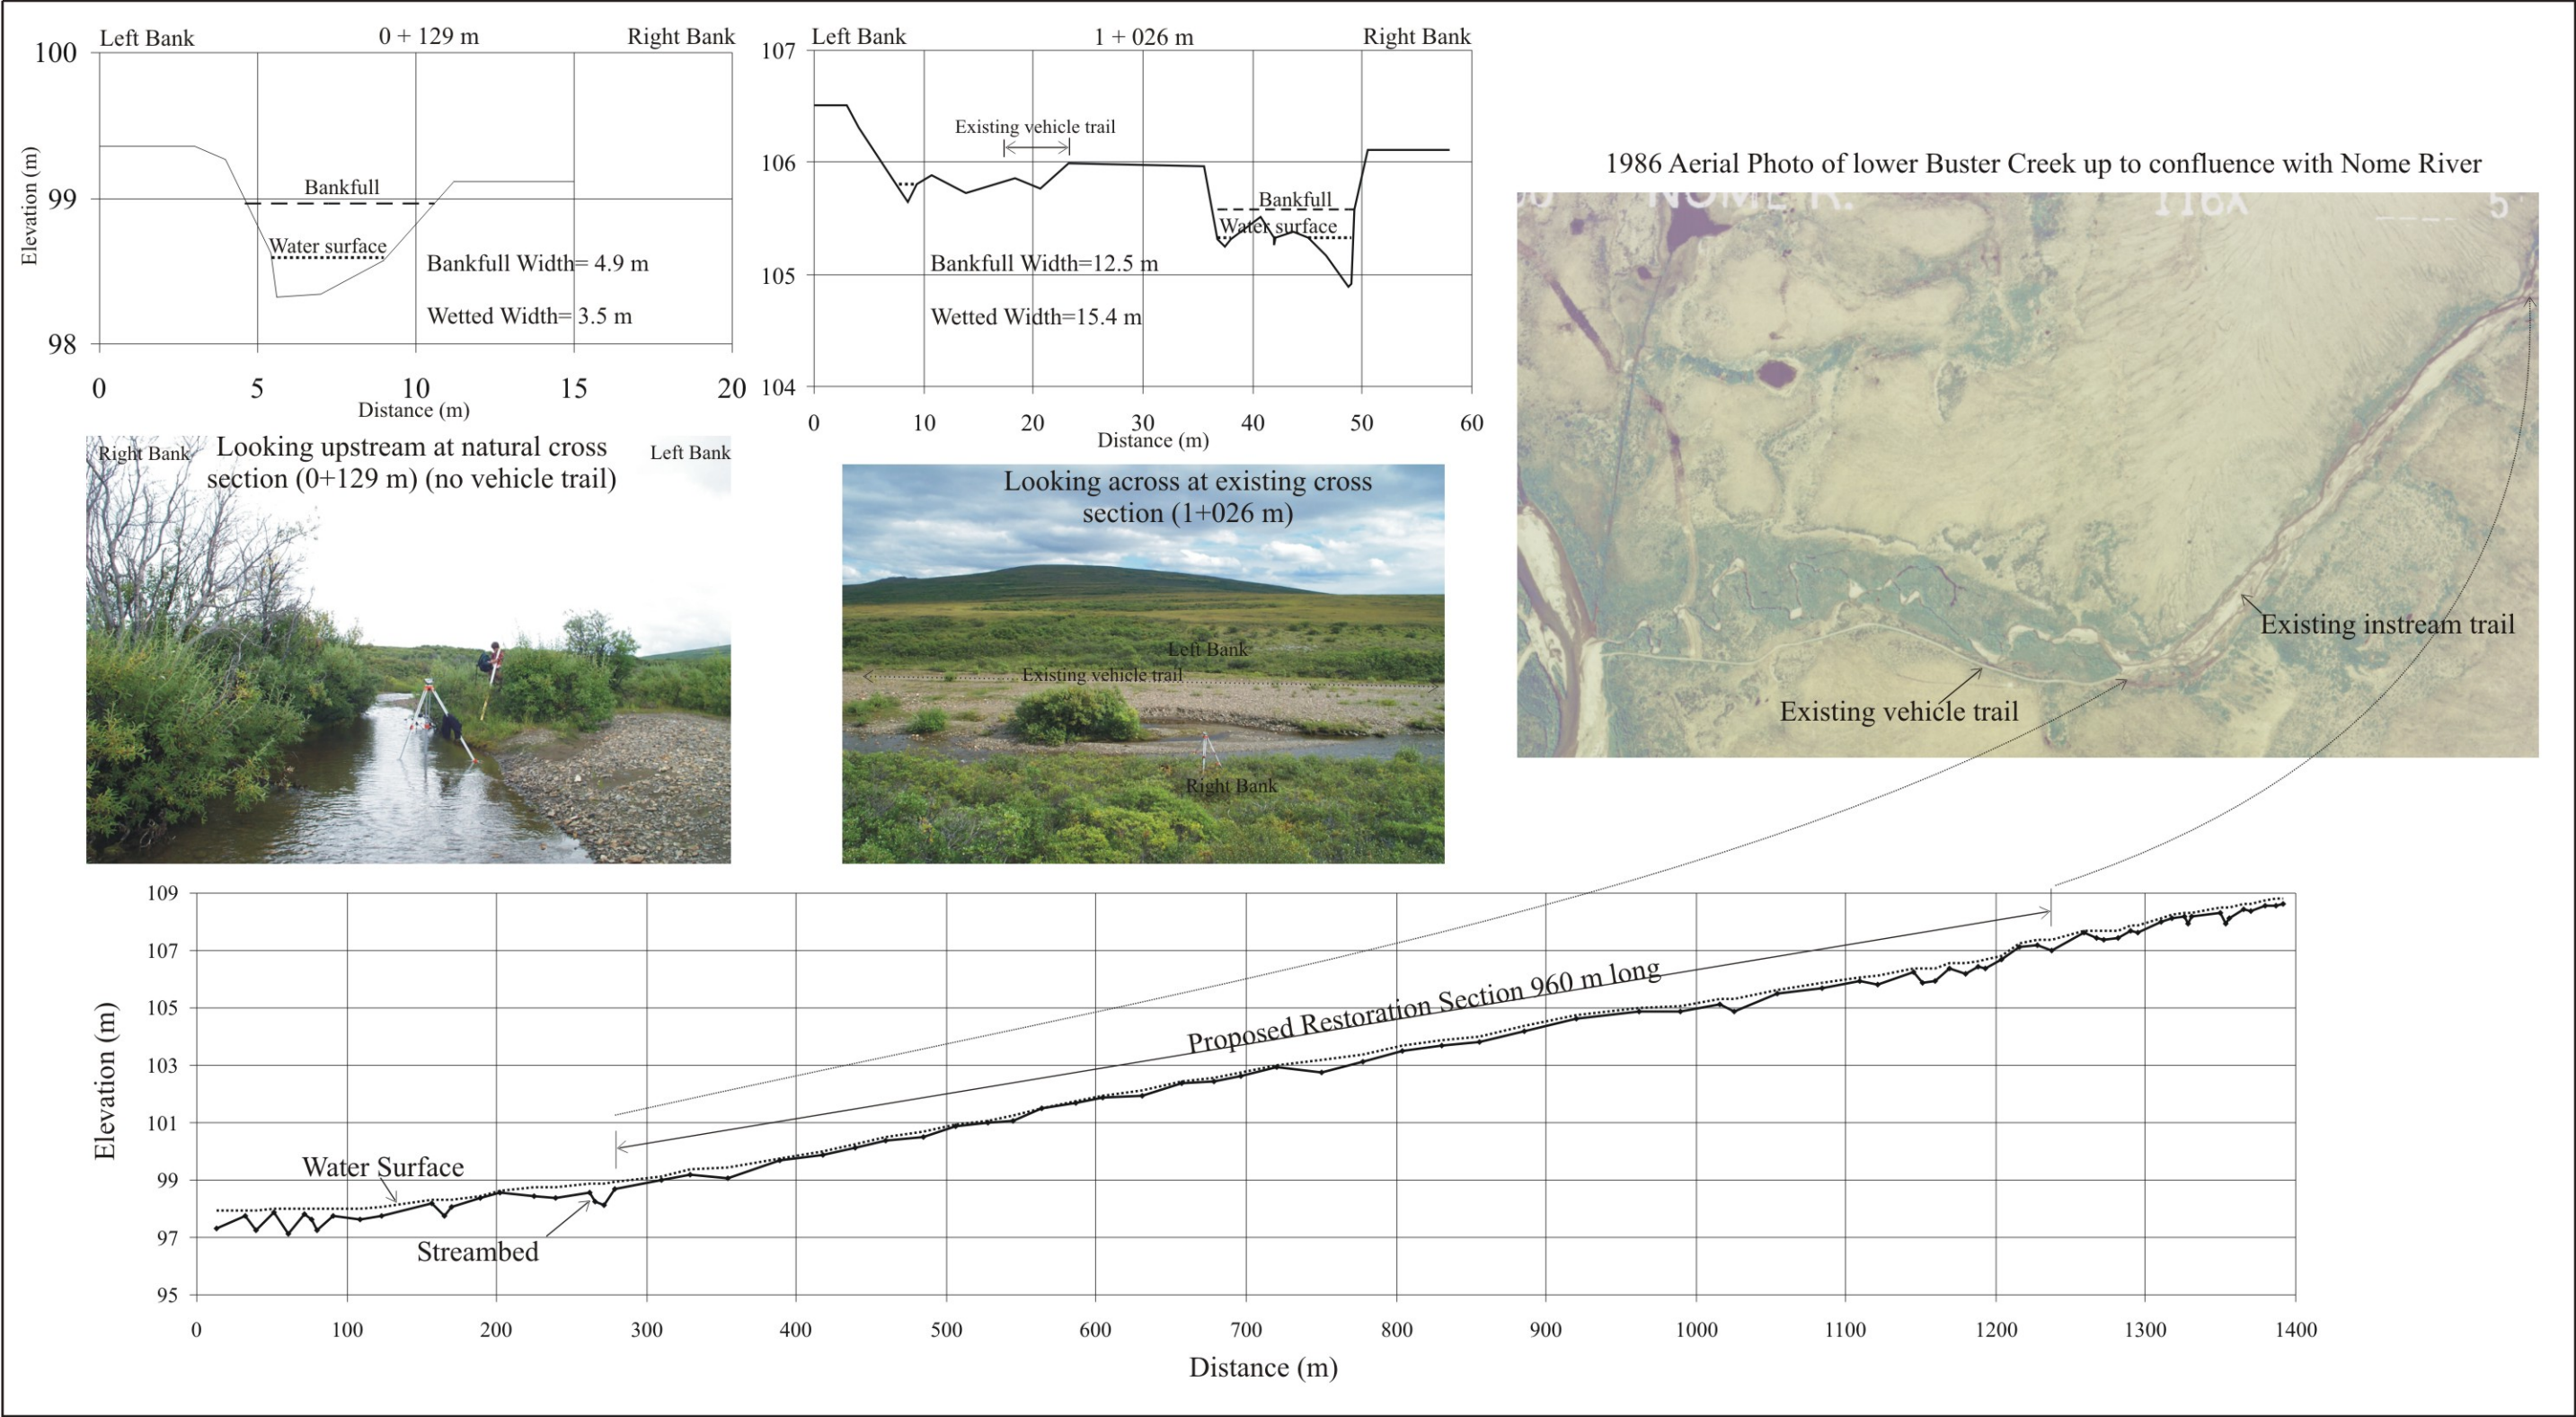 Left Bank 0 + 129 m Right Bank
100
99
98
Elevation (m)
Bankfull
Water surface
Bankfull Width= 4.9 m
Wetted Width= 3.5 m
0 5 10 15 20
Distance (m)
Left Bank 1 + 026 m Right Bank
107
106
105
104
Existing vehicle trail
Bankfull
Water surface
Bankfull Width=12.5 m
Wetted Width=15.4 m
0 10 20 30 40 50 60
Distance (m)
1986 Aerial Photo of lower Buster Creek up to confluence with Nome River
NOME R. 116X 5
Existing instream trail
Existing vehicle trail
Right Bank Looking upstream at natural cross Left Bank
section (0+129 m) (no vehicle trail)
Looking across at existing cross
section (1+026 m)
Left Bank
Existing vehicle trail
Right Bank
109
107
105
103
101
99
97
95
Elevation (m)
Proposed Restoration Section 960 m long
Water Surface
Streambed
0 100 200 300 400 500 600 700 800 900 1000 1100 1200 1300 1400
Distance (m)